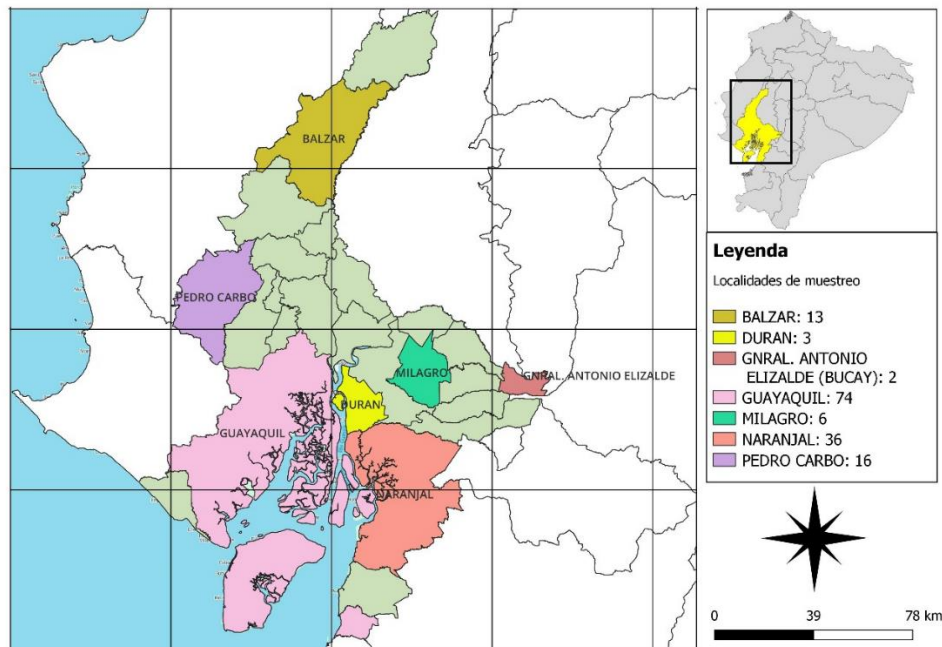 BALZAR
PEDRO CARBO
MILAGRO
GNRAL. ANTONIO ELIZALDE
DURAN
GUAYAQUIL
NARANJAL
Leyenda
Localidades de muestreo
BALZAR: 13
DURAN: 3
GNRAL. ANTONIO
ELIZALDE (BUCAY): 2
GUAYAQUIL: 74
MILAGRO: 6
NARANJAL: 36
PEDRO CARBO: 16
0 39 78 km